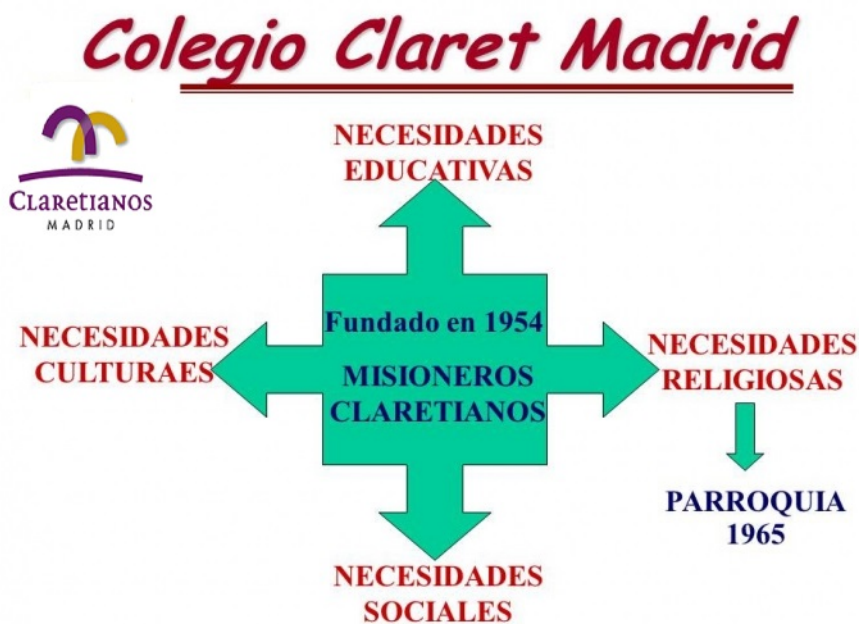 Colegio Claret Madrid
CLARETIANOS
MADRID
NECESIDADES
EDUCATIVAS
Fundado en 1954
MISIONEROS
CLARETIANOS
NECESIDADES
CULTURAES
NECESIDADES
RELIGIOSAS
PARROQUIA
1965
NECESIDADES
SOCIALES